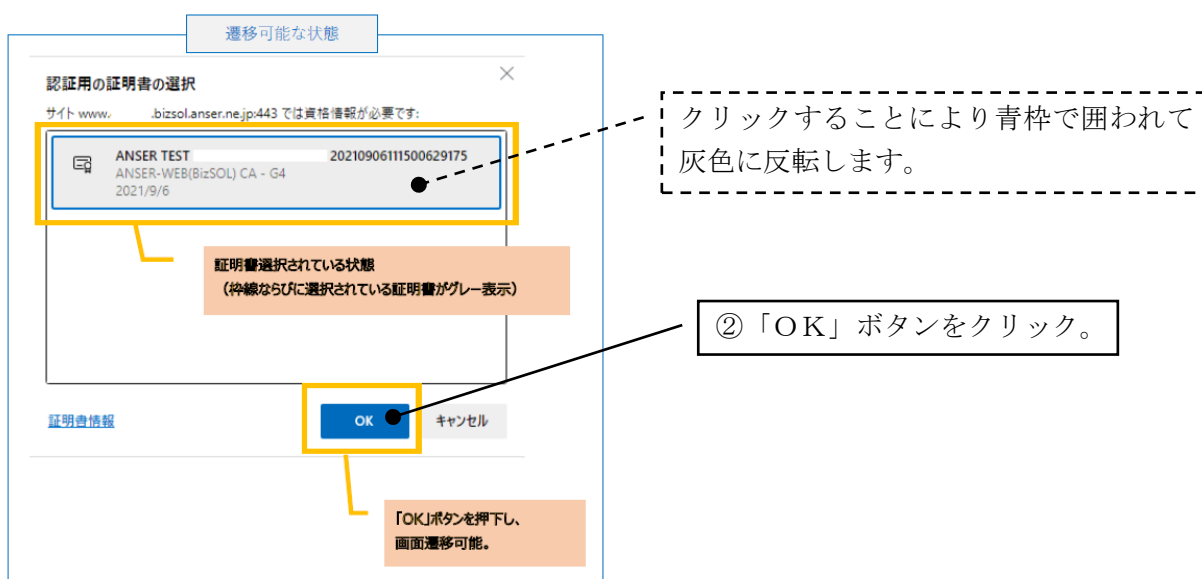 遷移可能な状態
認証用の証明書の選択
サイト www. .bizsol.anser.ne.jp:443 では資格情報が必要です:
ANSER TEST 20210906111500629175
ANSER-WEB(BizSOL) CA - G4
2021/9/6
証明書選択されている状態
（枠線ならびに選択されている証明書がグレー表示）
証明書情報
OK
キャンセル
「OK」ボタンを押下し、
画面遷移可能。
クリックすることにより青枠で囲われて
灰色に反転します。
②「ＯＫ」ボタンをクリック。